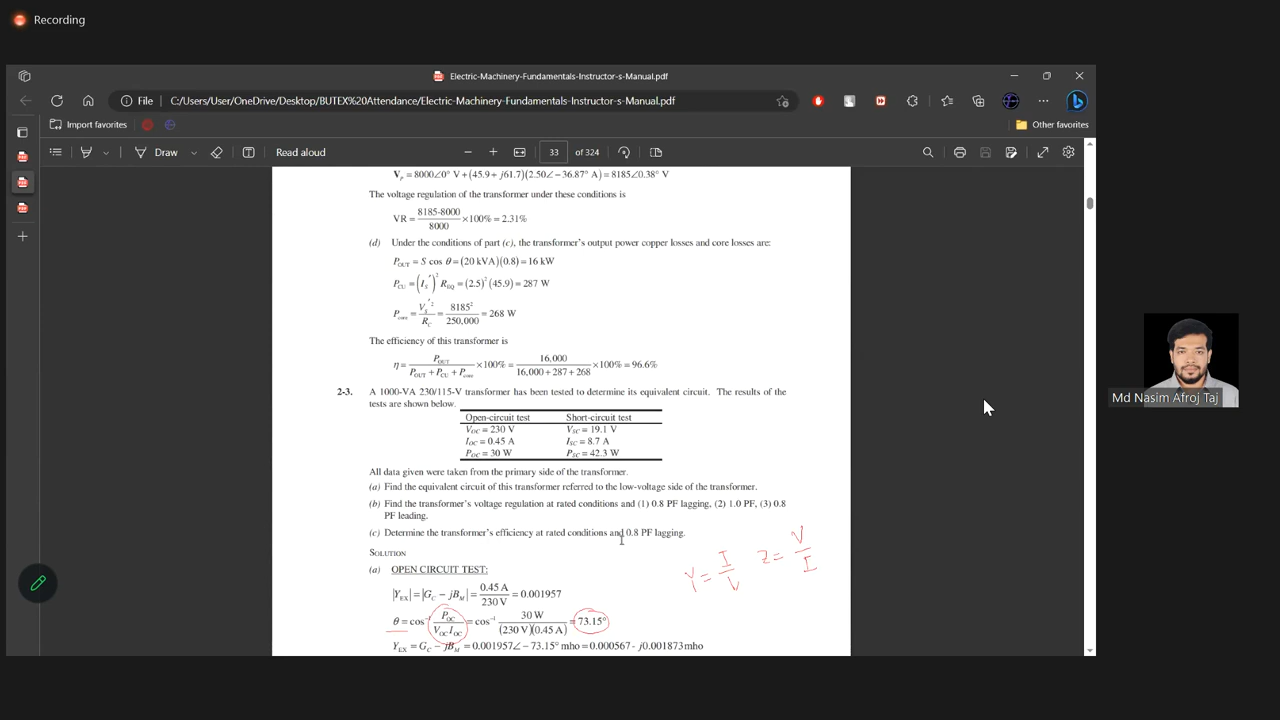 Recording
Electric-Machinery-Fundamentals-Instructor-s-Manual.pdf
File | C:/Users/User/OneDrive/Desktop/BUTEX%20Attendance/Electric-Machinery-Fundamentals-Instructor-s-Manual.pdf
Import favorites
Other favorites
Draw
Read aloud
33 of 324
Vp = 8000∠0° V + (45.9 + j61.7)(2.50∠−36.87° A) = 8185∠0.38° V
The voltage regulation of the transformer under these conditions is
VR = 8185-8000/8000 ×100% = 2.31%
(d) Under the conditions of part (c), the transformer's output power copper losses and core losses are:
P_OUT = S cos θ = (20 kVA)(0.8) = 16 kW
P_CU = (I_S′)² R_EQ = (2.5)² (45.9) = 287 W
P_core = V_S′²/R_C = 8185²/250,000 = 268 W
The efficiency of this transformer is
η = P_OUT/P_OUT + P_CU + P_core ×100% = 16,000/16,000 + 287 + 268 ×100% = 96.6%
2-3. A 1000-VA 230/115-V transformer has been tested to determine its equivalent circuit. The results of the
tests are shown below.
Open-circuit test Short-circuit test
V_OC = 230 V V_SC = 19.1 V
I_OC = 0.45 A I_SC = 8.7 A
P_OC = 30 W P_SC = 42.3 W
All data given were taken from the primary side of the transformer.
(a) Find the equivalent circuit of this transformer referred to the low-voltage side of the transformer.
(b) Find the transformer's voltage regulation at rated conditions and (1) 0.8 PF lagging, (2) 1.0 PF, (3) 0.8
PF leading.
(c) Determine the transformer's efficiency at rated conditions and 0.8 PF lagging.
Y = I/V Z = V/I
SOLUTION
(a) OPEN CIRCUIT TEST:
|Y_EX| = |G_C − jB_M| = 0.45 A/230 V = 0.001957
θ = cos⁻¹ P_OC/V_OC I_OC = cos⁻¹ 30 W/(230 V)(0.45 A) = 73.15°
Y_EX = G_C − jB_M = 0.001957∠−73.15° mho = 0.000567 - j0.001873 mho
Md Nasim Afroj Taj